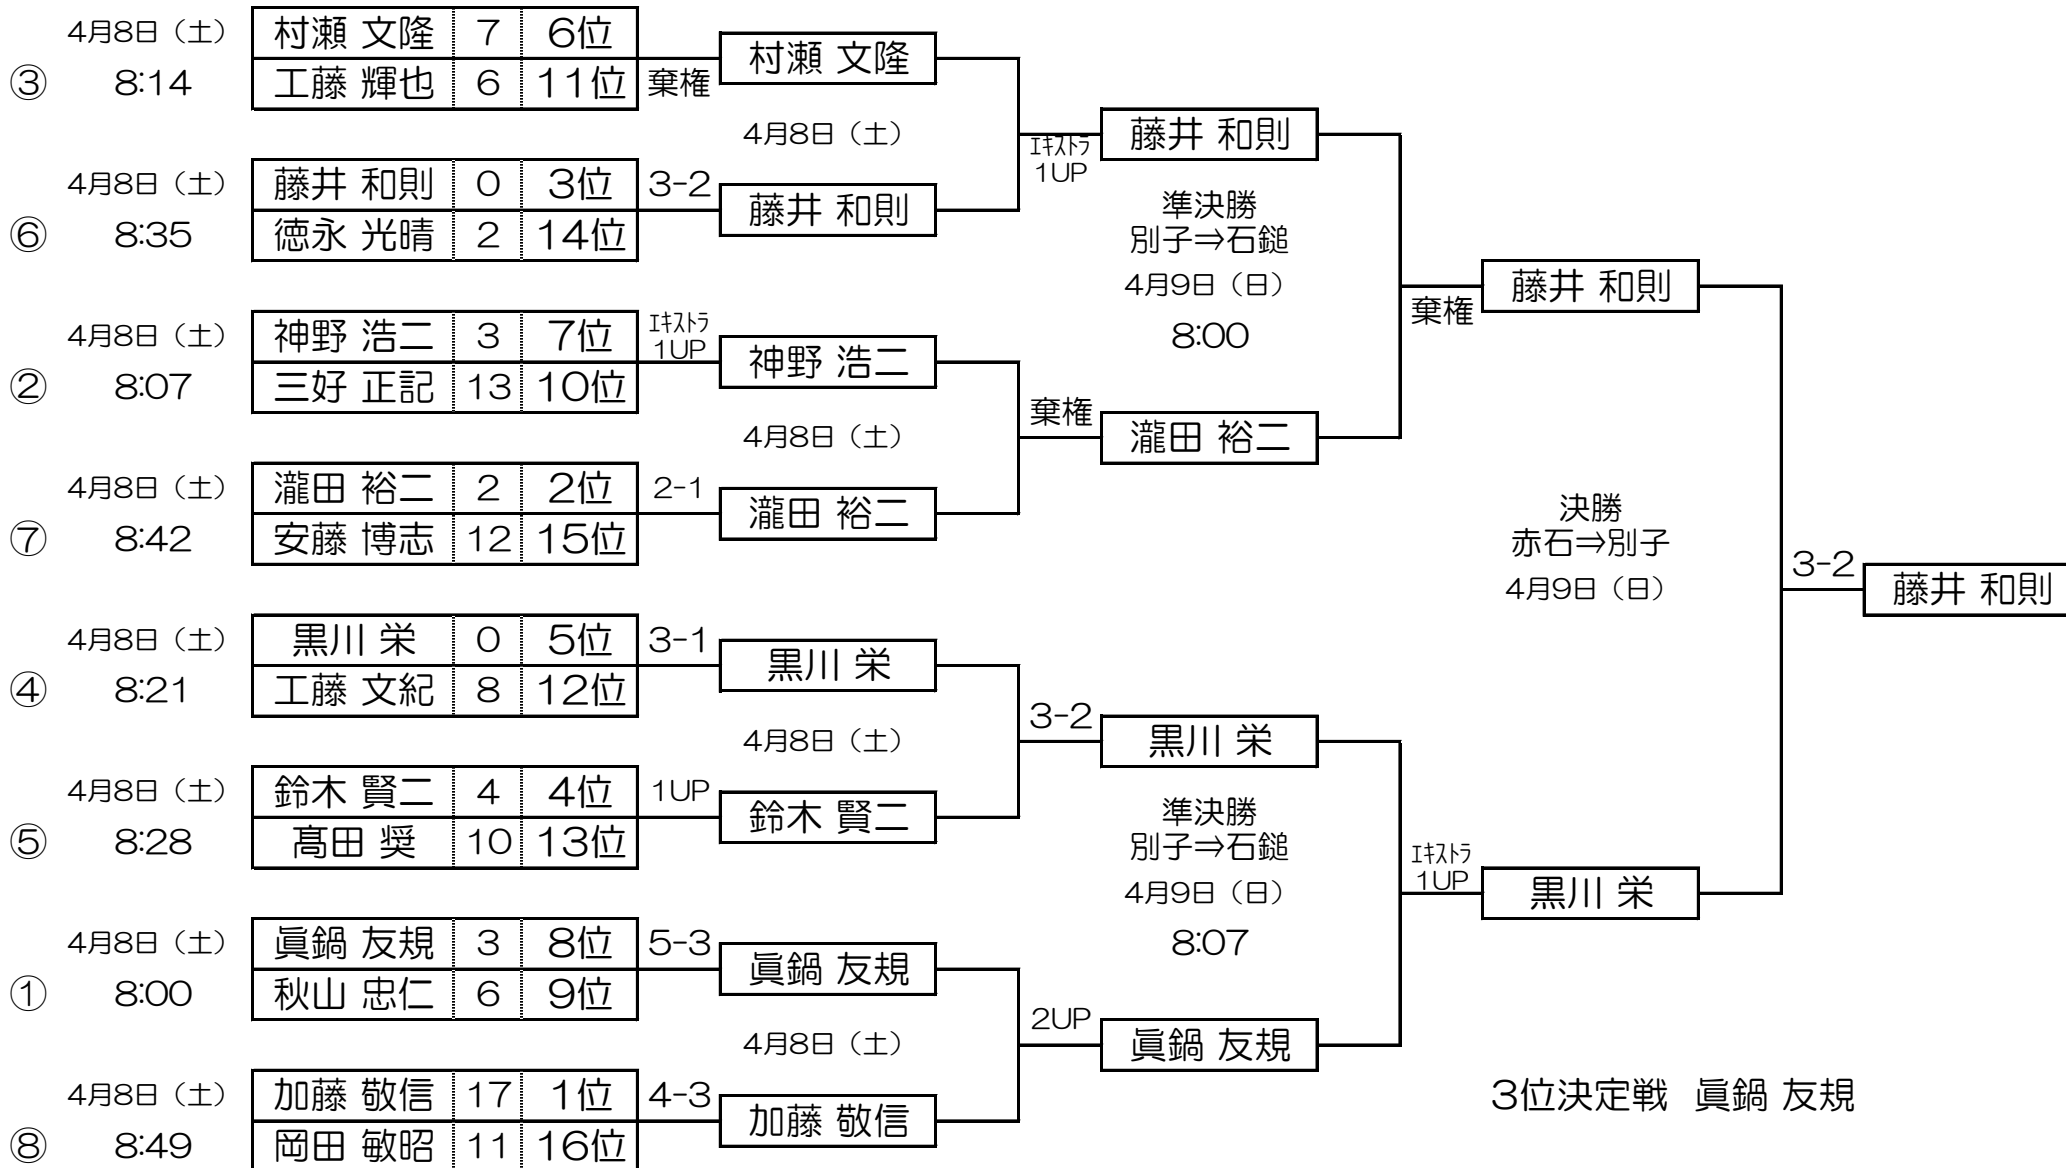 4月8日（土） 村瀬 文隆 7 6位
③ 8:14 工藤 輝也 6 11位 棄権 村瀬 文隆
4月8日（土）
4月8日（土） 藤井 和則 0 3位 3-2
⑥ 8:35 徳永 光晴 2 14位 藤井 和則
ｴｷｽﾄﾗ
1UP
藤井 和則
準決勝
別子⇒石鎚
4月9日（日）
8:00
4月8日（土） 神野 浩二 3 7位 ｴｷｽﾄﾗ
1UP
② 8:07 三好 正記 13 10位 神野 浩二
4月8日（土）
4月8日（土） 瀧田 裕二 2 2位 2-1
⑦ 8:42 安藤 博志 12 15位 瀧田 裕二
棄権 瀧田 裕二
棄権 藤井 和則
4月8日（土） 黒川 栄 0 5位 3-1
④ 8:21 工藤 文紀 8 12位 黒川 栄
4月8日（土）
4月8日（土） 鈴木 賢二 4 4位 1UP
⑤ 8:28 髙田 奨 10 13位 鈴木 賢二
3-2 黒川 栄
準決勝
別子⇒石鎚
4月9日（日）
8:07
4月8日（土） 眞鍋 友規 3 8位 5-3
① 8:00 秋山 忠仁 6 9位 眞鍋 友規
4月8日（土）
4月8日（土） 加藤 敬信 17 1位 4-3
⑧ 8:49 岡田 敏昭 11 16位 加藤 敬信
2UP 眞鍋 友規
ｴｷｽﾄﾗ
1UP
黒川 栄
決勝
赤石⇒別子
4月9日（日）
3-2 藤井 和則
3位決定戦 眞鍋 友規